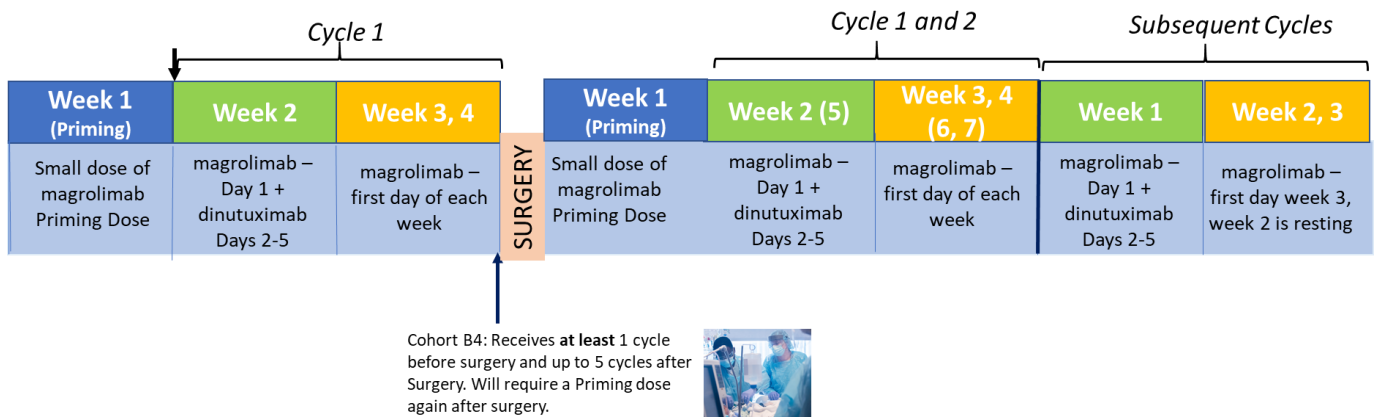 Cycle 1
Cycle 1 and 2
Subsequent Cycles
Week 1
(Priming)
Week 2
Week 3, 4
Small dose of
magrolimab
Priming Dose
magrolimab –
Day 1 +
dinutuximab
Days 2-5
magrolimab –
first day of each
week
SURGERY
Week 1
(Priming)
Week 2 (5)
Week 3, 4
(6, 7)
Week 1
Week 2, 3
Small dose of
magrolimab
Priming Dose
magrolimab –
Day 1 +
dinutuximab
Days 2-5
magrolimab –
first day of each
week
magrolimab –
Day 1 +
dinutuximab
Days 2-5
magrolimab –
first day week 3,
week 2 is resting
Cohort B4: Receives at least 1 cycle
before surgery and up to 5 cycles after
Surgery. Will require a Priming dose
again after surgery.